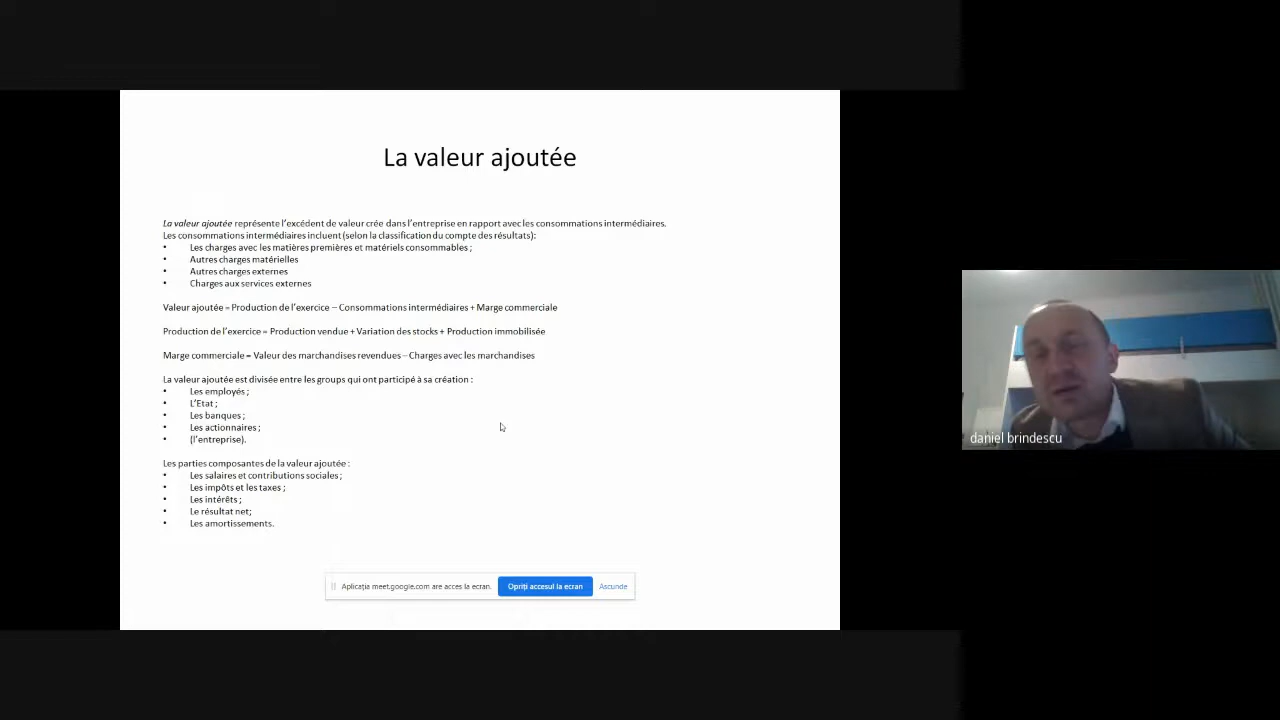 La valeur ajoutée
La valeur ajoutée représente l'excédent de valeur crée dans l'entreprise en rapport avec les consommations intermédiaires.
Les consommations intermédiaires incluent (selon la classification du compte des résultats):
• Les charges avec les matières premières et matériels consommables ;
• Autres charges matérielles
• Autres charges externes
• Charges aux services externes
Valeur ajoutée = Production de l'exercice – Consommations intermédiaires + Marge commerciale
Production de l'exercice = Production vendue + Variation des stocks + Production immobilisée
Marge commerciale = Valeur des marchandises revendues – Charges avec les marchandises
La valeur ajoutée est divisée entre les groups qui ont participé à sa création :
• Les employés ;
• L'Etat ;
• Les banques ;
• Les actionnaires ;
• (l'entreprise).
Les parties composantes de la valeur ajoutée :
• Les salaires et contributions sociales ;
• Les impôts et les taxes ;
• Les intérêts ;
• Le résultat net;
• Les amortissements.
Aplicația meet.google.com are acces la ecran. Opriți accesul la ecran Ascunde
daniel brindescu